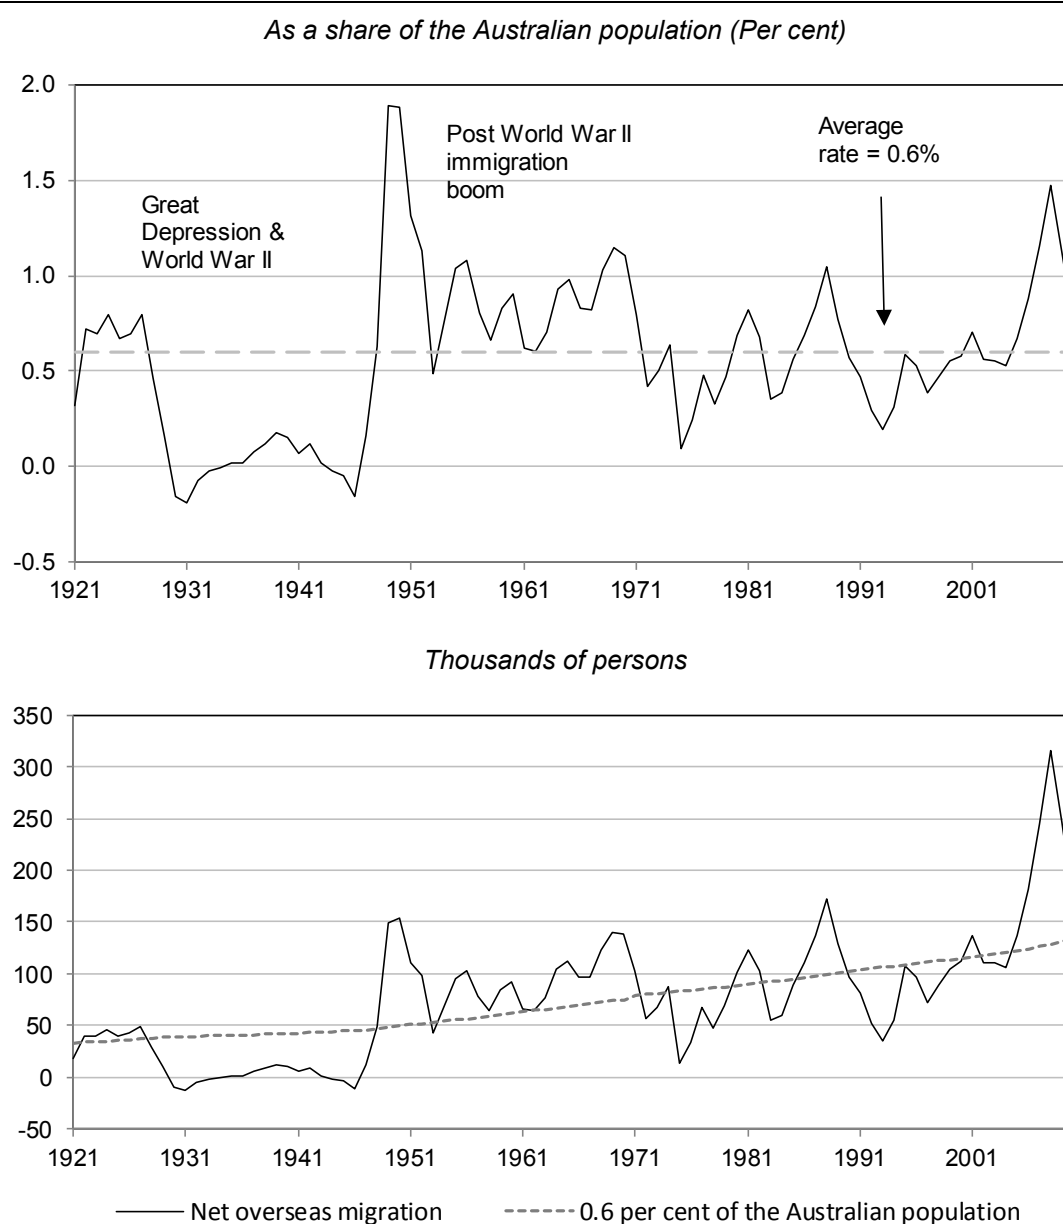 As a share of the Australian population (Per cent)
2.0
1.5
1.0
0.5
0.0
-0.5
Great
Depression &
World War II
Post World War II
immigration
boom
Average
rate = 0.6%
1921 1931 1941 1951 1961 1971 1981 1991 2001
Thousands of persons
350
300
250
200
150
100
50
0
-50
1921 1931 1941 1951 1961 1971 1981 1991 2001
Net overseas migration 0.6 per cent of the Australian population